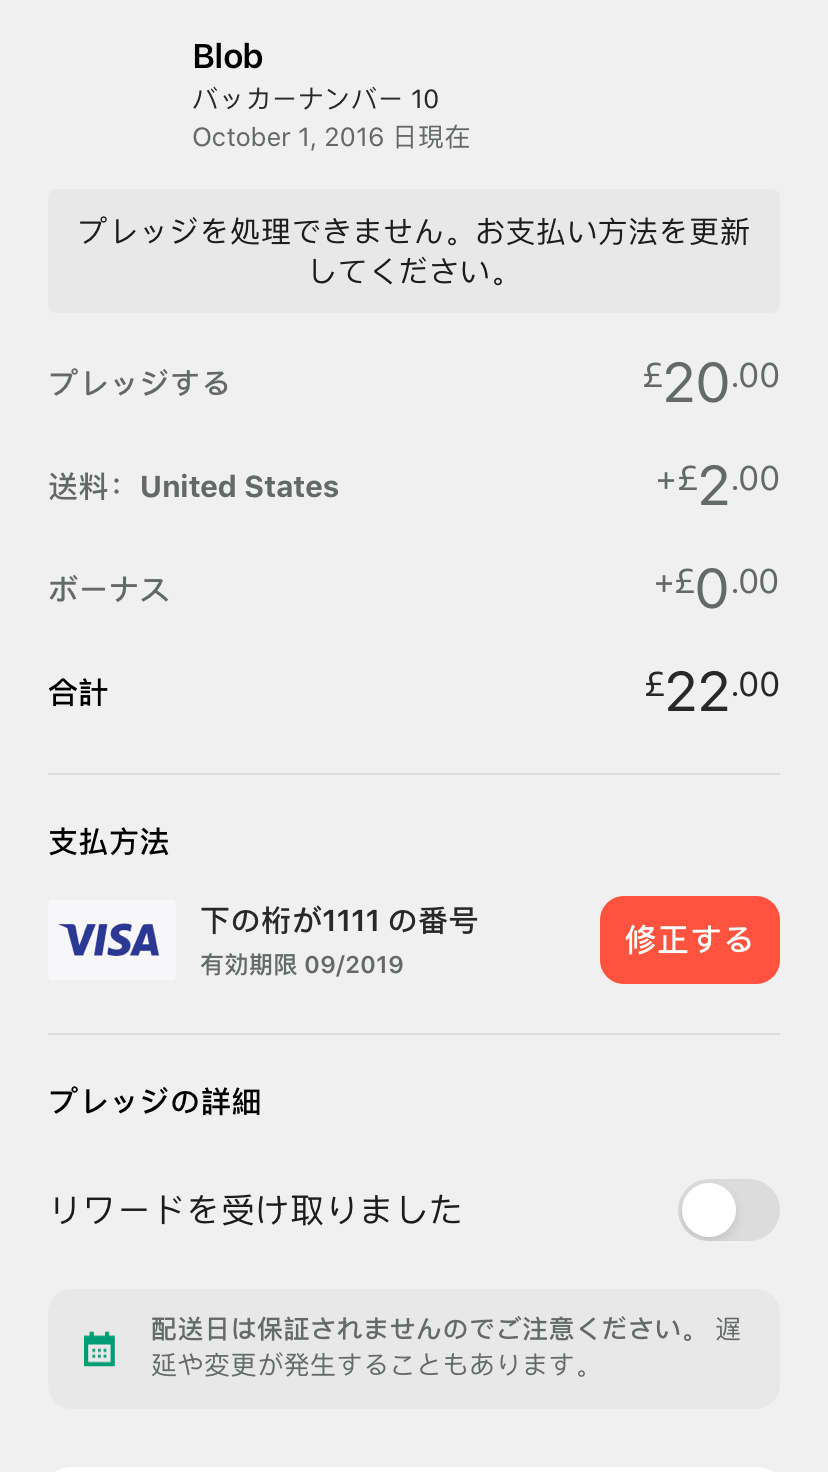 Blob
バッカーナンバー 10
October 1, 2016 日現在
プレッジを処理できません。お支払い方法を更新
してください。
プレッジする £20.00
送料： United States +£2.00
ボーナス +£0.00
合計 £22.00
支払方法
VISA
下の桁が1111 の番号
有効期限 09/2019
修正する
プレッジの詳細
リワードを受け取りました
配送日は保証されませんのでご注意ください。 遅
延や変更が発生することもあります。